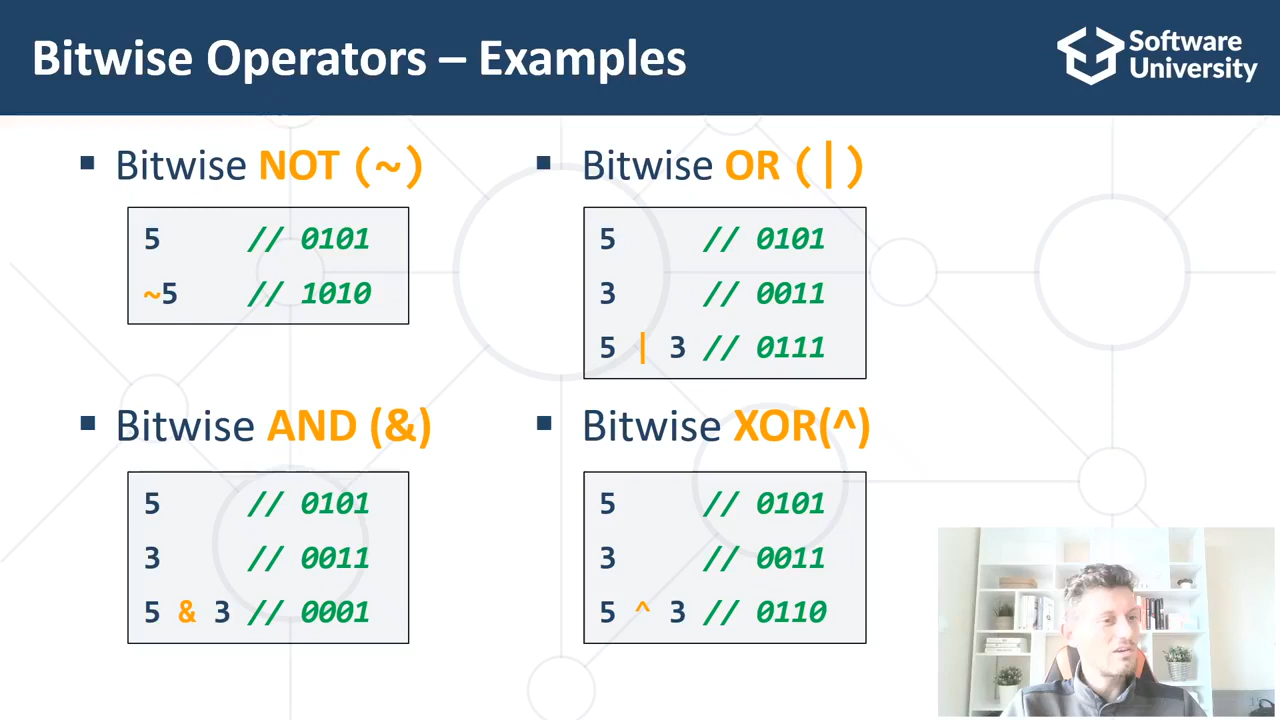 Bitwise Operators – Examples
Software
University
▪ Bitwise NOT (~)
5 // 0101
~5 // 1010
▪ Bitwise OR (|)
5 // 0101
3 // 0011
5 | 3 // 0111
▪ Bitwise AND (&)
5 // 0101
3 // 0011
5 & 3 // 0001
▪ Bitwise XOR(^)
5 // 0101
3 // 0011
5 ^ 3 // 0110